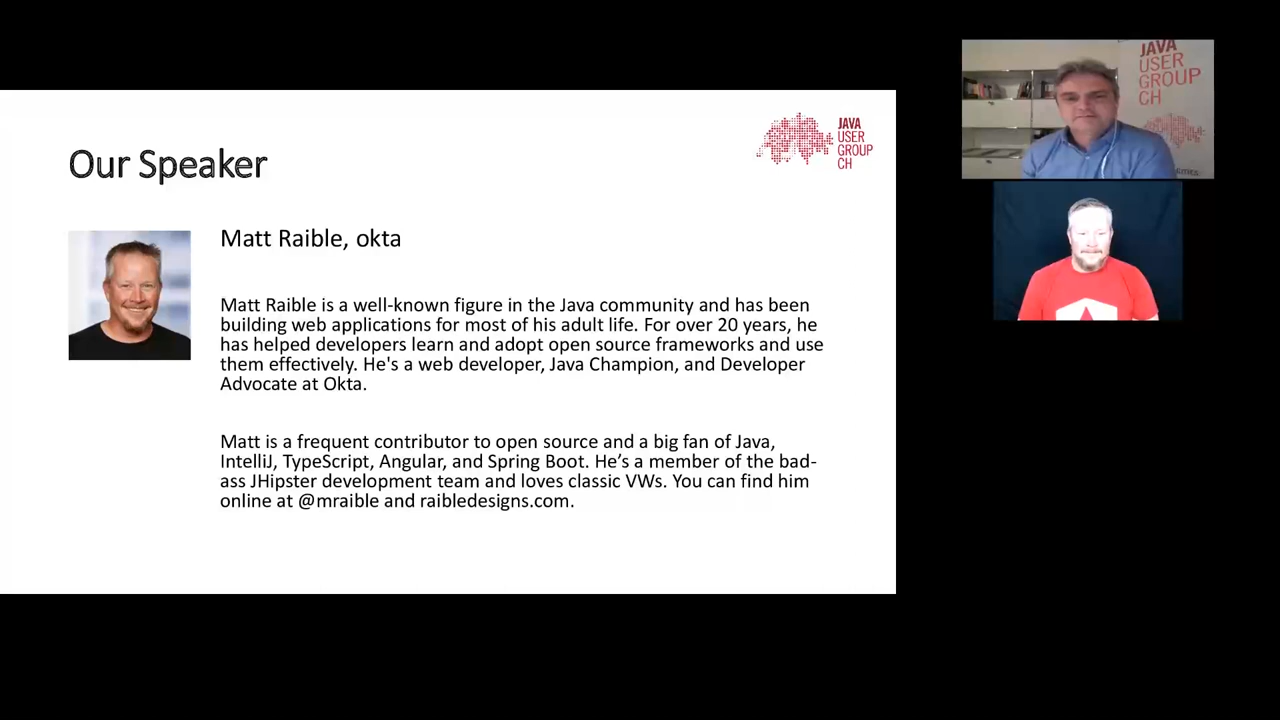 Our Speaker
JAVA
USER
GROUP
CH
Matt Raible, okta
Matt Raible is a well-known figure in the Java community and has been
building web applications for most of his adult life. For over 20 years, he
has helped developers learn and adopt open source frameworks and use
them effectively. He's a web developer, Java Champion, and Developer
Advocate at Okta.
Matt is a frequent contributor to open source and a big fan of Java,
IntelliJ, TypeScript, Angular, and Spring Boot. He’s a member of the bad-
ass JHipster development team and loves classic VWs. You can find him
online at @mraible and raibledesigns.com.
JAVA
USER
GROUP
CH